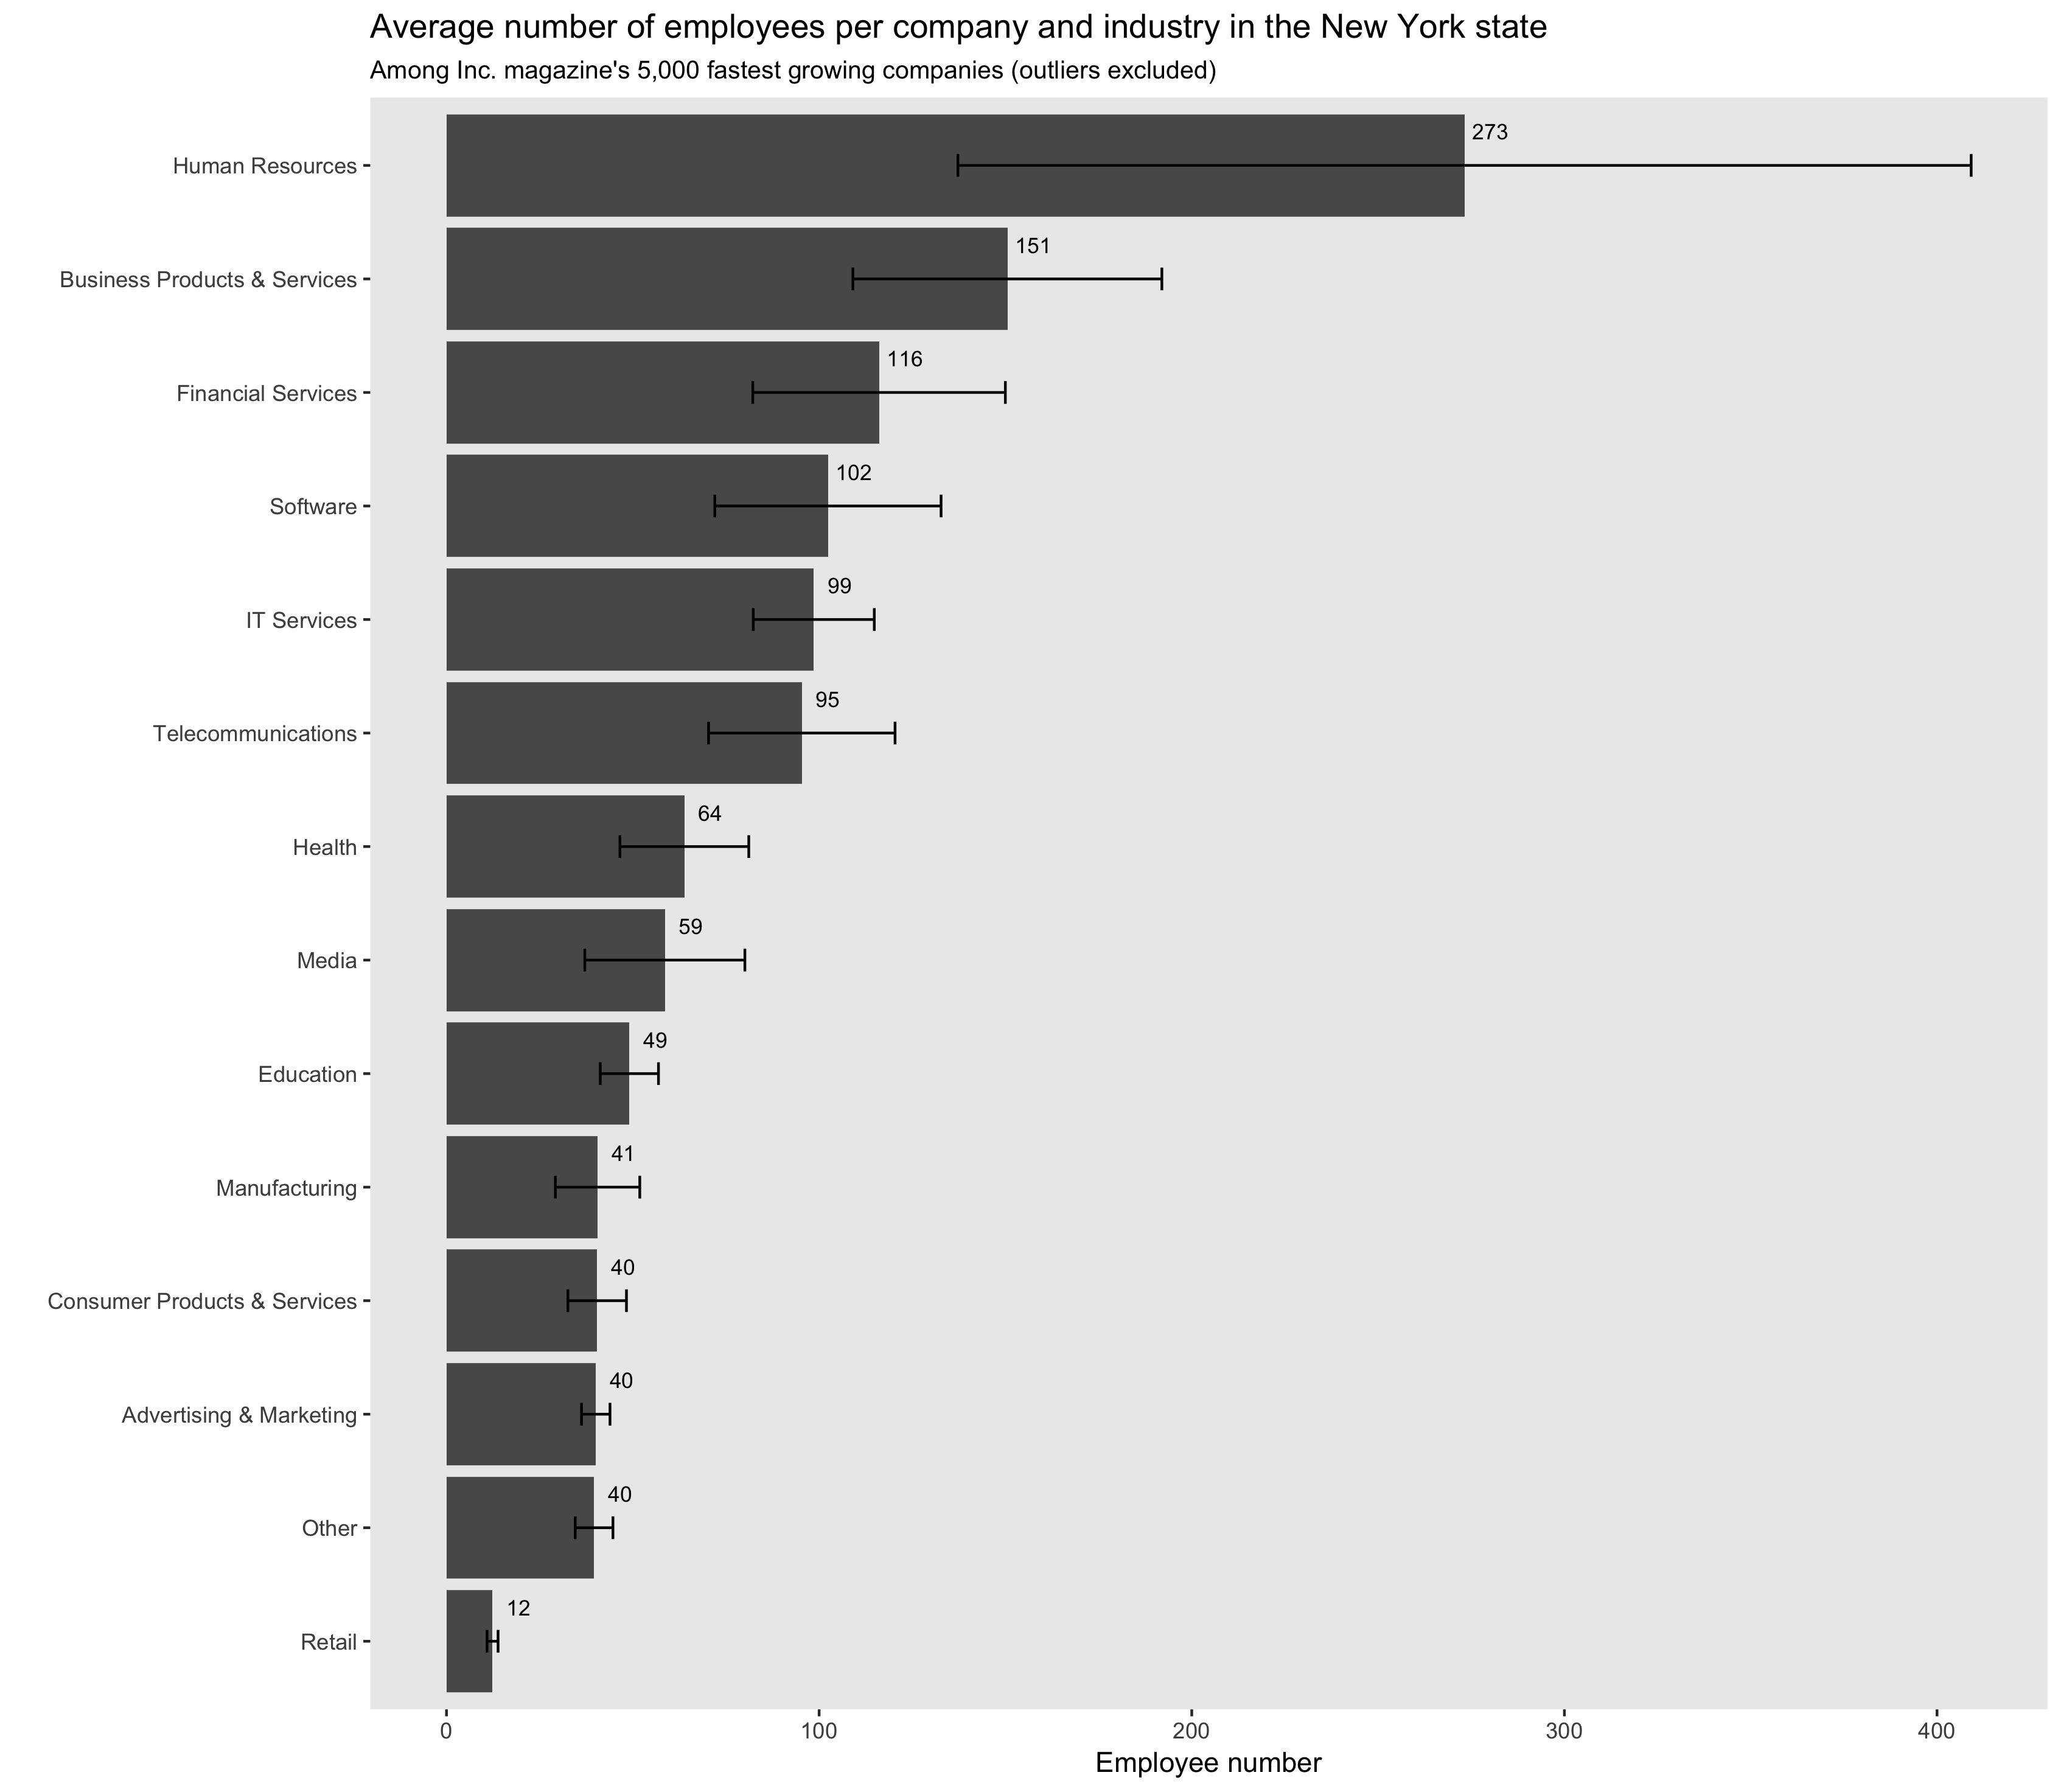 Average number of employees per company and industry in the New York state
Among Inc. magazine's 5,000 fastest growing companies (outliers excluded)
Human Resources 273
Business Products & Services 151
Financial Services 116
Software 102
IT Services 99
Telecommunications 95
Health 64
Media 59
Education 49
Manufacturing 41
Consumer Products & Services 40
Advertising & Marketing 40
Other 40
Retail 12
0 100 200 300 400
Employee number